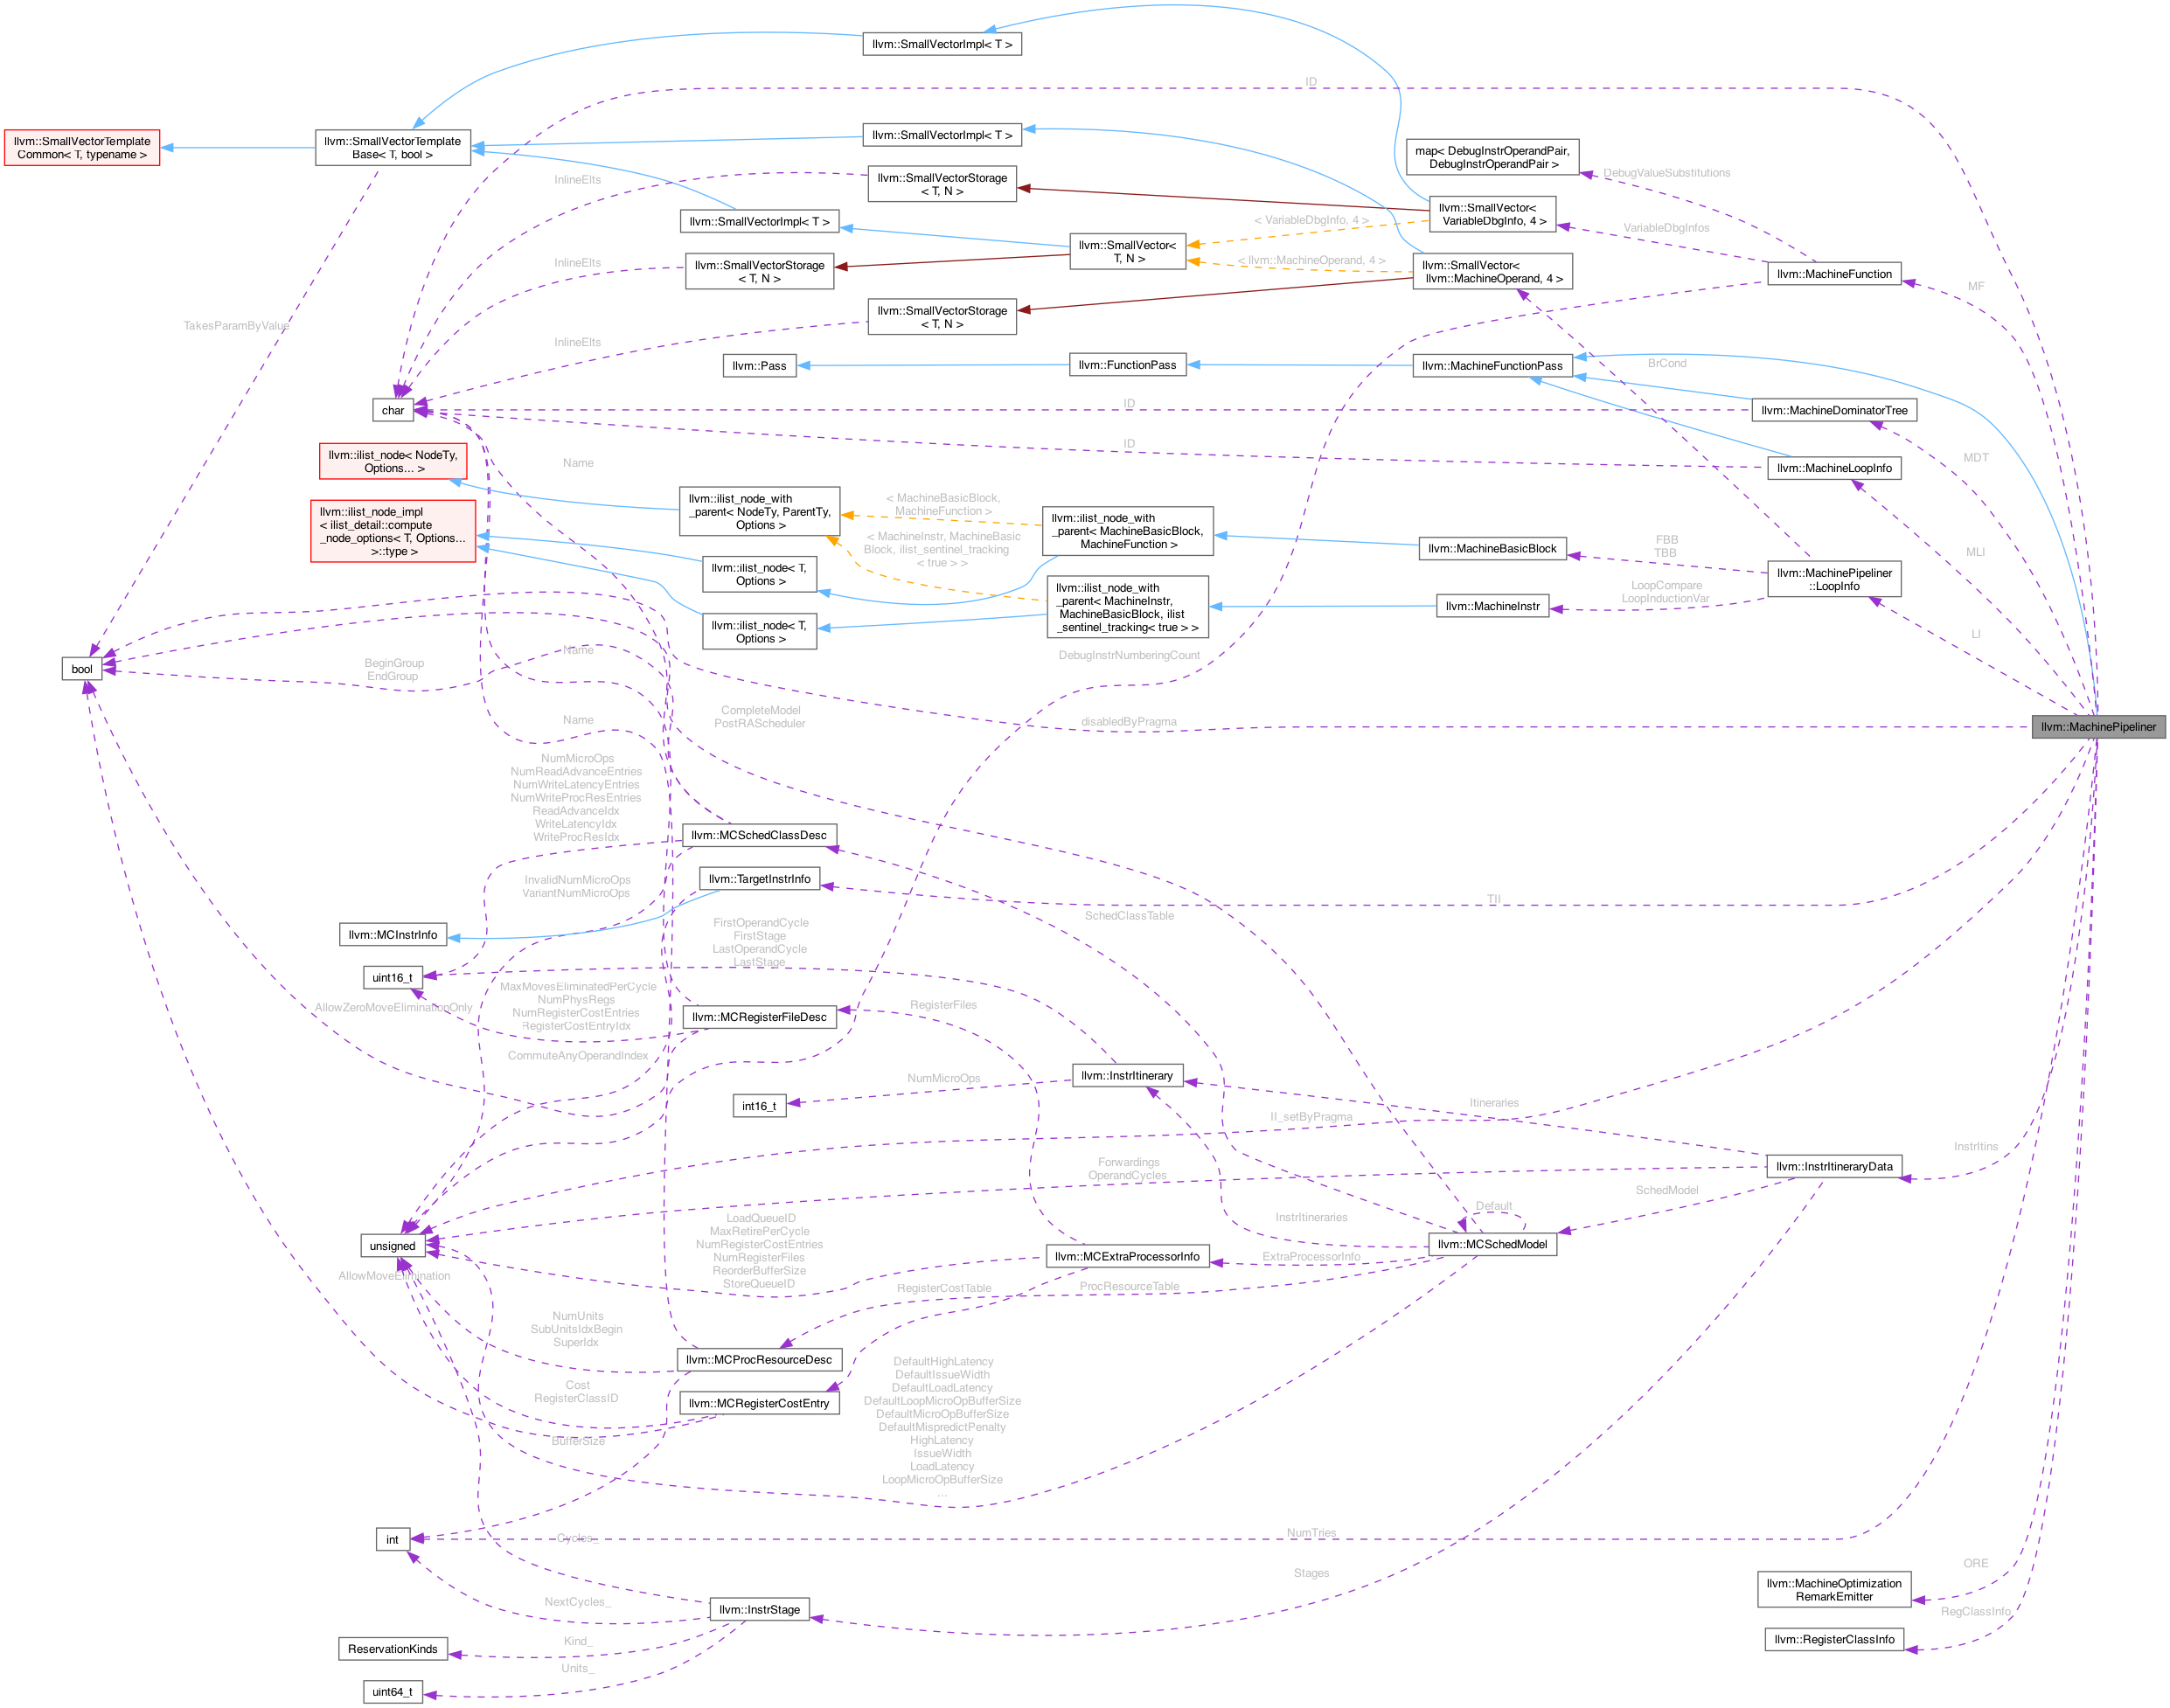 llvm::SmallVectorImpl< T >
ID
llvm::SmallVectorTemplate
Common< T, typename >
llvm::SmallVectorTemplate
Base< T, bool >
llvm::SmallVectorImpl< T >
map< DebugInstrOperandPair,
DebugInstrOperandPair >
InlineElts
llvm::SmallVectorStorage
< T, N >
DebugValueSubstitutions
llvm::SmallVectorImpl< T >
< VariableDbgInfo, 4 >
llvm::SmallVector<
VariableDbgInfo, 4 >
VariableDbgInfos
llvm::SmallVector<
T, N >
InlineElts
llvm::SmallVectorStorage
< T, N >
< llvm::MachineOperand, 4 >
llvm::SmallVector<
llvm::MachineOperand, 4 >
llvm::MachineFunction
MF
TakesParamByValue
InlineElts
llvm::SmallVectorStorage
< T, N >
llvm::Pass
llvm::FunctionPass
llvm::MachineFunctionPass
BrCond
char
ID
llvm::MachineDominatorTree
ID
llvm::ilist_node< NodeTy,
Options... >
Name
llvm::MachineLoopInfo
MDT
llvm::ilist_node_impl
< ilist_detail::compute
_node_options< T, Options...
>::type >
llvm::ilist_node_with
_parent< NodeTy, ParentTy,
Options >
< MachineBasicBlock,
MachineFunction >
< MachineInstr, MachineBasic
Block, ilist_sentinel_tracking
< true > >
llvm::ilist_node_with
_parent< MachineBasicBlock,
MachineFunction >
llvm::MachineBasicBlock
FBB
TBB
MLI
llvm::ilist_node< T,
Options >
llvm::ilist_node_with
_parent< MachineInstr,
MachineBasicBlock, ilist
_sentinel_tracking< true > >
llvm::MachineInstr
LoopCompare
LoopInductionVar
llvm::MachinePipeliner
::LoopInfo
llvm::ilist_node< T,
Options >
LI
bool
BeginGroup
EndGroup
Name
DebugInstrNumberingCount
Name
CompleteModel
PostRAScheduler
disabledByPragma
llvm::MachinePipeliner
NumMicroOps
NumReadAdvanceEntries
NumWriteLatencyEntries
NumWriteProcResEntries
ReadAdvanceIdx
WriteLatencyIdx
WriteProcResIdx
llvm::MCSchedClassDesc
InvalidNumMicroOps
VariantNumMicroOps
llvm::TargetInstrInfo
TII
SchedClassTable
llvm::MCInstrInfo
FirstOperandCycle
FirstStage
LastOperandCycle
LastStage
uint16_t
AllowZeroMoveEliminationOnly
MaxMovesEliminatedPerCycle
NumPhysRegs
NumRegisterCostEntries
RegisterCostEntryIdx
llvm::MCRegisterFileDesc
RegisterFiles
CommuteAnyOperandIndex
llvm::InstrItinerary
NumMicroOps
int16_t
Itineraries
II_setByPragma
InstrItins
Forwardings
OperandCycles
llvm::InstrItineraryData
SchedModel
Default
InstrItineraries
llvm::MCSchedModel
unsigned
LoadQueueID
MaxRetirePerCycle
NumRegisterCostEntries
NumRegisterFiles
ReorderBufferSize
StoreQueueID
llvm::MCExtraProcessorInfo
ExtraProcessorInfo
AllowMoveElimination
RegisterCostTable
ProcResourceTable
NumUnits
SubUnitsIdxBegin
SuperIdx
llvm::MCProcResourceDesc
Cost
RegisterClassID
llvm::MCRegisterCostEntry
DefaultHighLatency
DefaultIssueWidth
DefaultLoadLatency
DefaultLoopMicroOpBufferSize
DefaultMicroOpBufferSize
DefaultMispredictPenalty
HighLatency
IssueWidth
LoadLatency
LoopMicroOpBufferSize
...
BufferSize
int
Cycles_
NumTries
NextCycles_
llvm::InstrStage
Stages
ORE
llvm::MachineOptimization
RemarkEmitter
RegClassInfo
llvm::RegisterClassInfo
ReservationKinds
Kind_
Units_
uint64_t